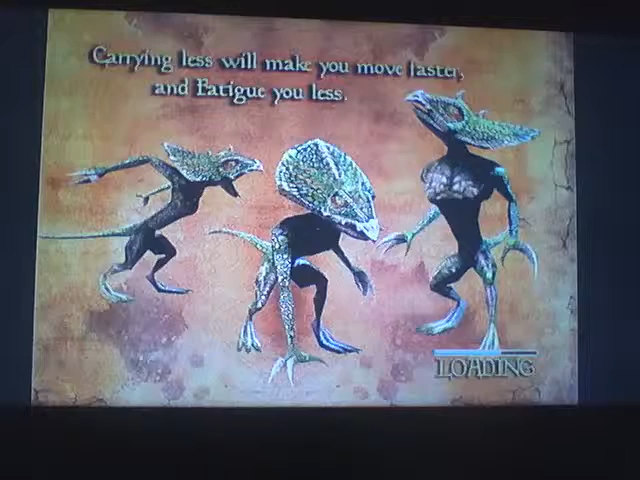 Carrying less will make you move faster,
and Fatigue you less.
LOADING